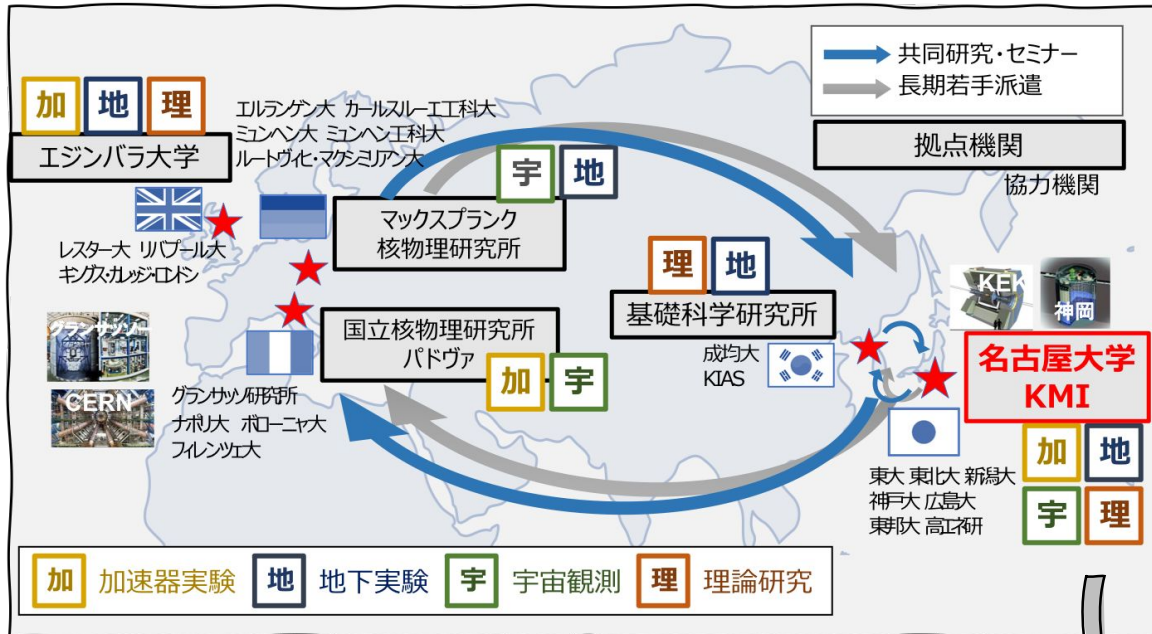 共同研究・セミナー
長期若手派遣
拠点機関
協力機関
加 地 理
エジンバラ大学
レスター大 リバプール大
キングス・カレッジ・ロンドン
エルランゲン大 カールスルーエ工科大
ミュンヘン大 ミュンヘン工科大
ルートヴィヒ・マクシミリアン大
宇 地
マックスプランク
核物理研究所
国立核物理研究所
パドヴァ
加 宇
グランサッソ
CERN
グランサッソ研究所
ナポリ大 ボローニャ大
フィレンツェ大
理 地
基礎科学研究所
成均大
KIAS
KEK
神岡
名古屋大学
KMI
加 地
宇 理
東大 東北大 新潟大
神戸大 広島大
東邦大 高エネ研
加 加速器実験 地 地下実験 宇 宇宙観測 理 理論研究